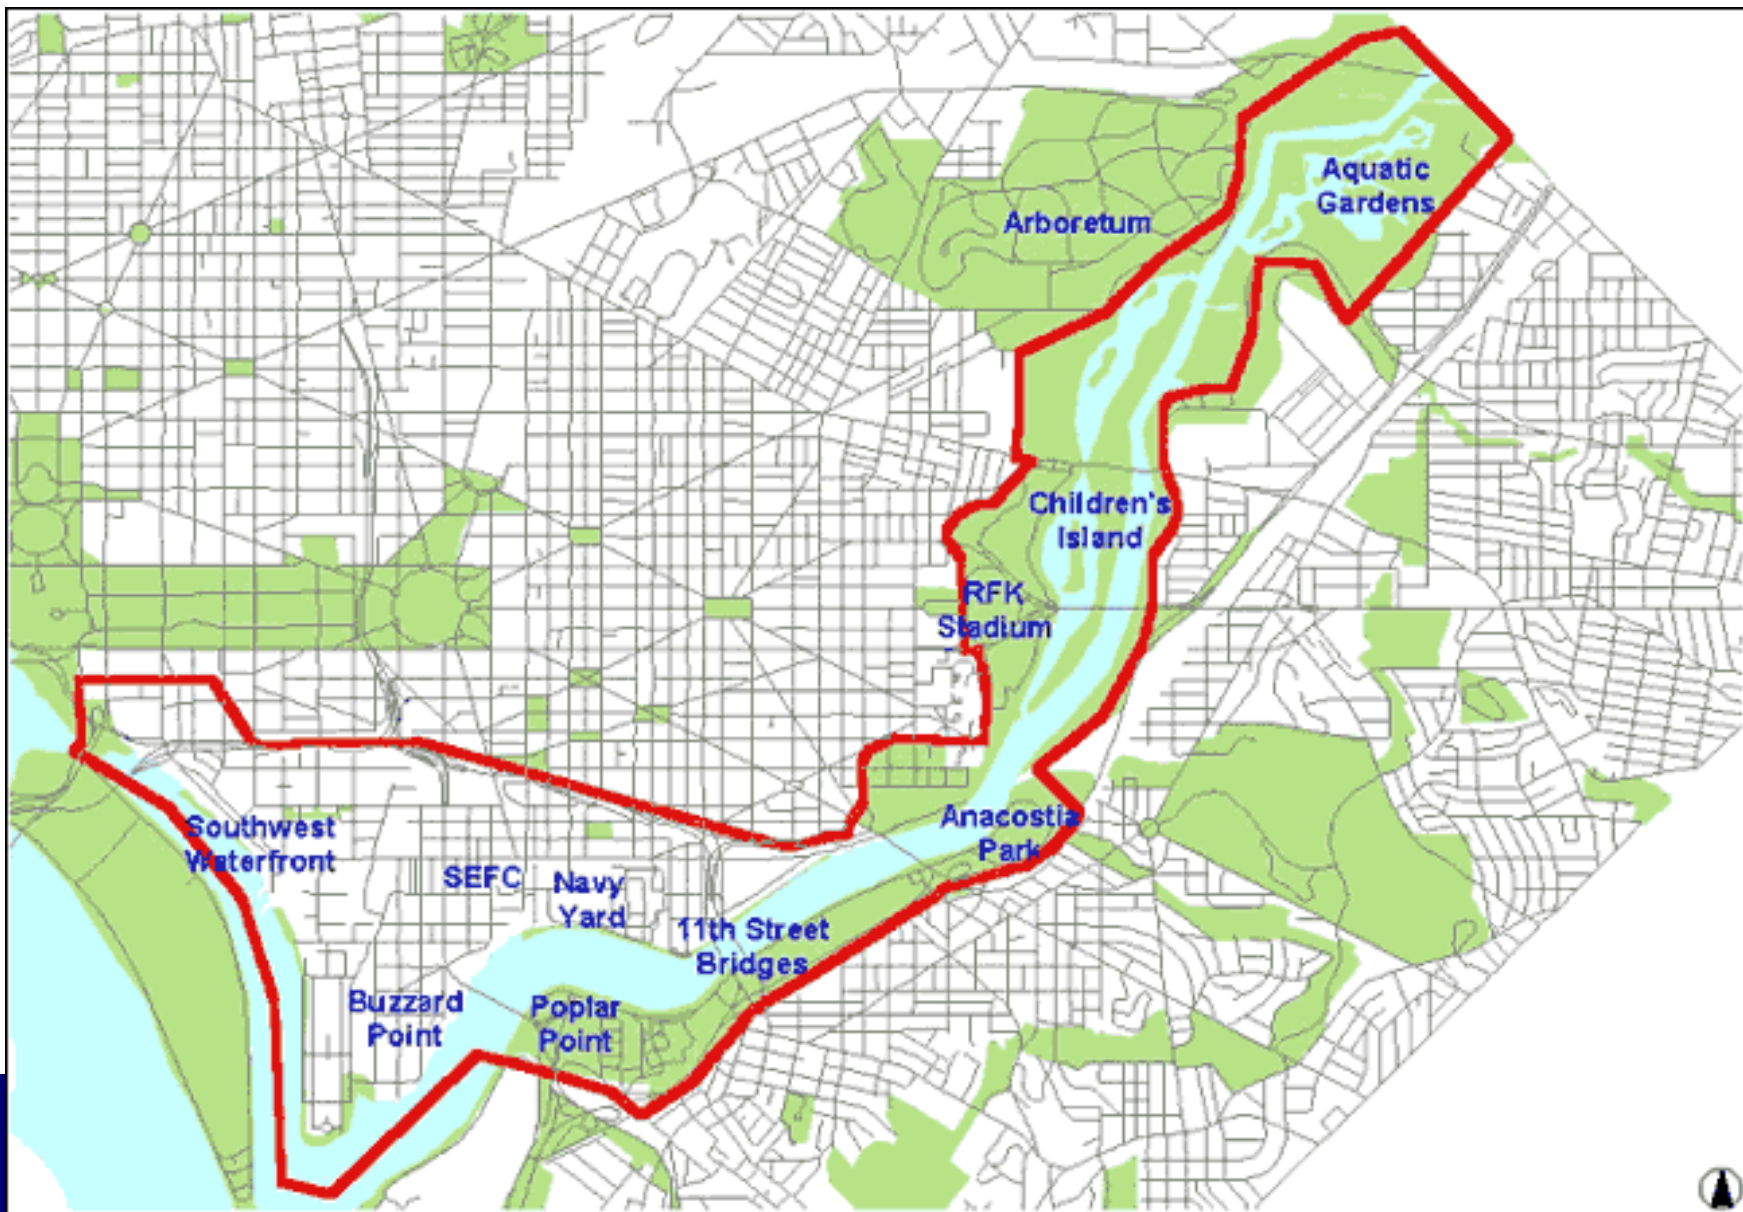 Aquatic
Gardens
Arboretum
Children's
Island
RFK
Stadium
Anacostia
Park
Southwest
Waterfront
SEFC
Navy
Yard
11th Street
Bridges
Buzzard
Point
Poplar
Point